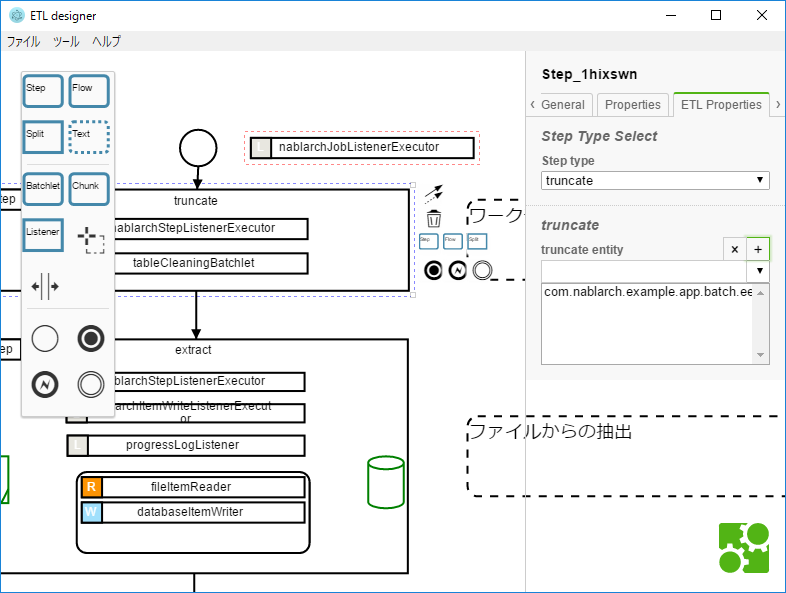 ETL designer
ファイル ツール ヘルプ
Step Flow
Split Text
Batchlet Chunk
Listener
L nablarchJobListenerExecutor
ep
truncate
nablarchStepListenerExecutor
tableCleaningBatchlet
Step Flow Split
ワーク
ep
extract
blarchStepListenerExecutor
archItemWriteListenerExecut
or
L progressLogListener
R fileItemReader
W databaseItemWriter
ファイルからの抽出
Step_1hixswn
General Properties ETL Properties
Step Type Select
Step type
truncate
truncate
truncate entity
x +
com.nablarch.example.app.batch.ee